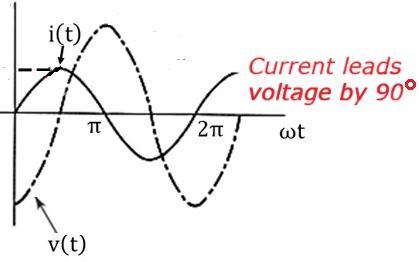 i(t)
Current leads
voltage by 90°
π
2π
ωt
v(t)